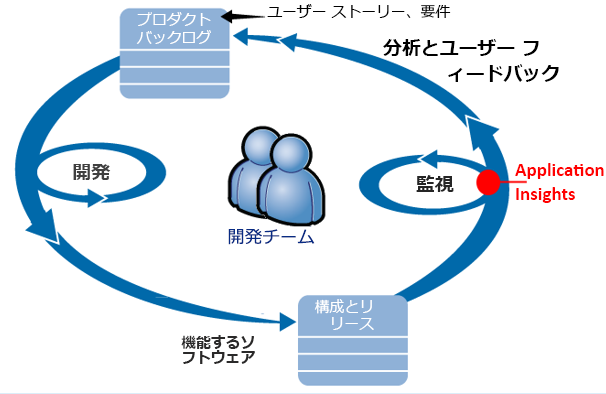 プロダクト
バックログ
ユーザー ストーリー、要件
分析とユーザー フ
ィードバック
開発
監視
Application
Insights
開発チーム
構成とリ
リース
機能するソ
フトウェア